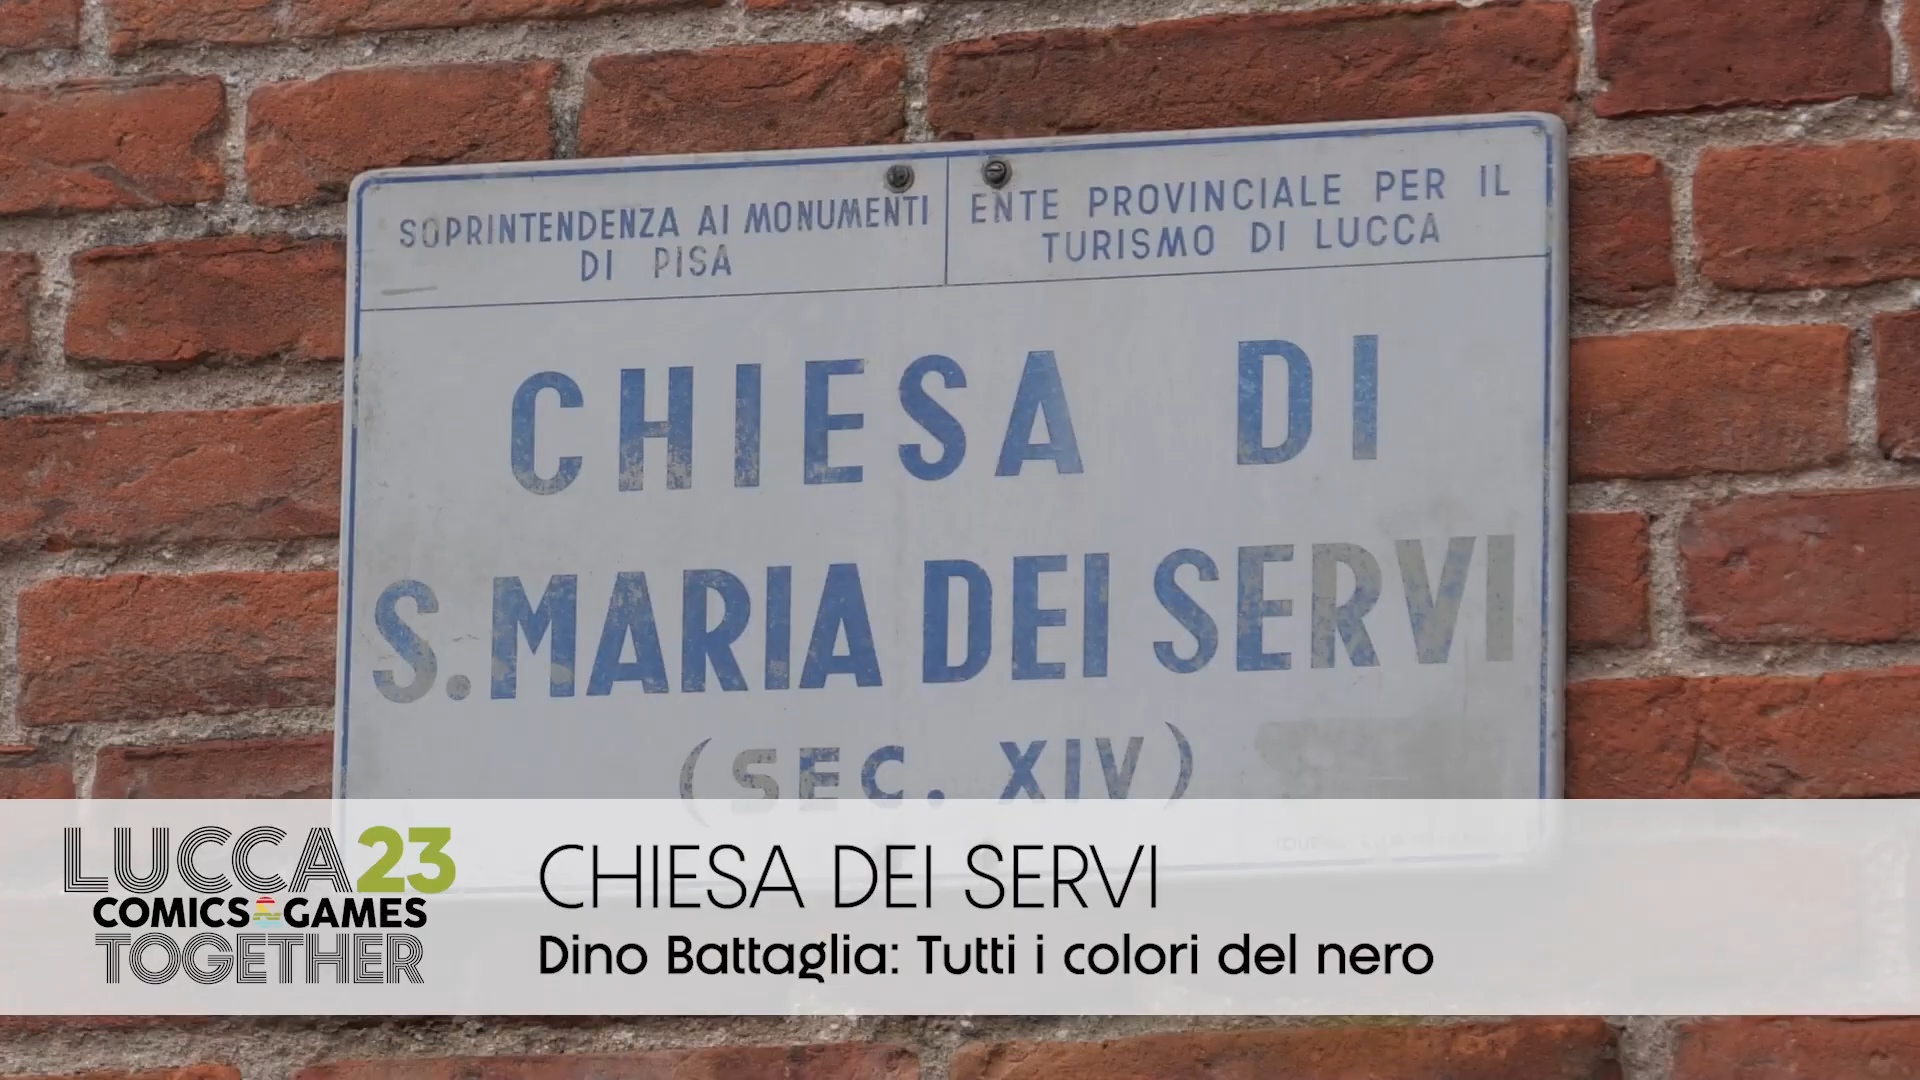 SOPRINTENDENZA AI MONUMENTI
DI PISA
ENTE PROVINCIALE PER IL
TURISMO DI LUCCA
CHIESA DI
S. MARIA DEI SERVI
(SEC. XIV)
LUCCA23
COMICS & GAMES
TOGETHER
CHIESA DEI SERVI
Dino Battaglia: Tutti i colori del nero